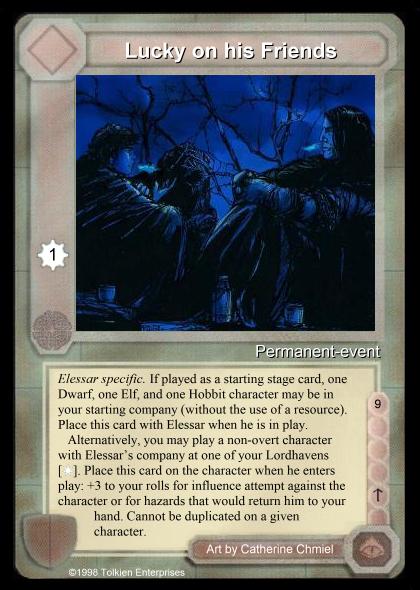 Lucky on his Friends
1
Permanent-event
Elessar specific. If played as a starting stage card, one
Dwarf, one Elf, and one Hobbit character may be in
your starting company (without the use of a resource).
Place this card with Elessar when he is in play.
Alternatively, you may play a non-overt character
with Elessar's company at one of your Lordhavens
[☼]. Place this card on the character when he enters
play: +3 to your rolls for influence attempt against the
character or for hazards that would return him to your
hand. Cannot be duplicated on a given
character.
9
↑
Art by Catherine Chmiel
©1998 Tolkien Enterprises